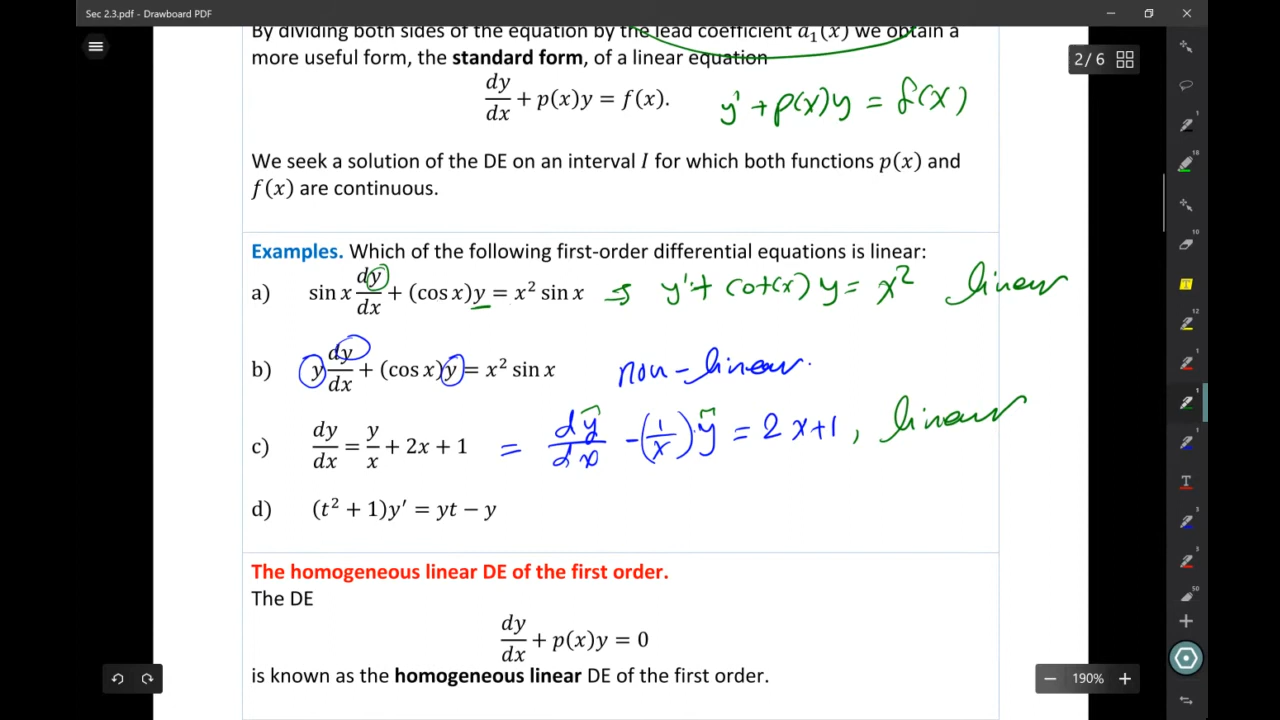 Sec 2.3.pdf - Drawboard PDF
By dividing both sides of the equation by the lead coefficient a₁(x) we obtain a
2 / 6
more useful form, the standard form, of a linear equation
dy/dx + p(x)y = f(x). y' + p(x)y = f(x)
We seek a solution of the DE on an interval I for which both functions p(x) and
f(x) are continuous.
Examples. Which of the following first-order differential equations is linear:
a) sin x dy/dx + (cos x)y = x² sin x ⇒ y' + cot(x) y = x² linear
b) y dy/dx + (cos x)y = x² sin x non-linear.
c) dy/dx = y/x + 2x + 1 = dy/dx - (1/x) y = 2x+1, linear
d) (t² + 1)y′ = yt − y
The homogeneous linear DE of the first order.
The DE
dy/dx + p(x)y = 0
is known as the homogeneous linear DE of the first order.
190%